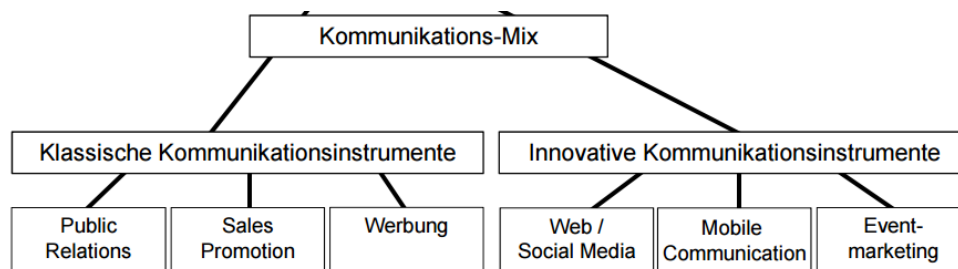 Kommunikations-Mix
Klassische Kommunikationsinstrumente
Innovative Kommunikationsinstrumente
Public
Relations
Sales
Promotion
Werbung
Web /
Social Media
Mobile
Communication
Event-
marketing